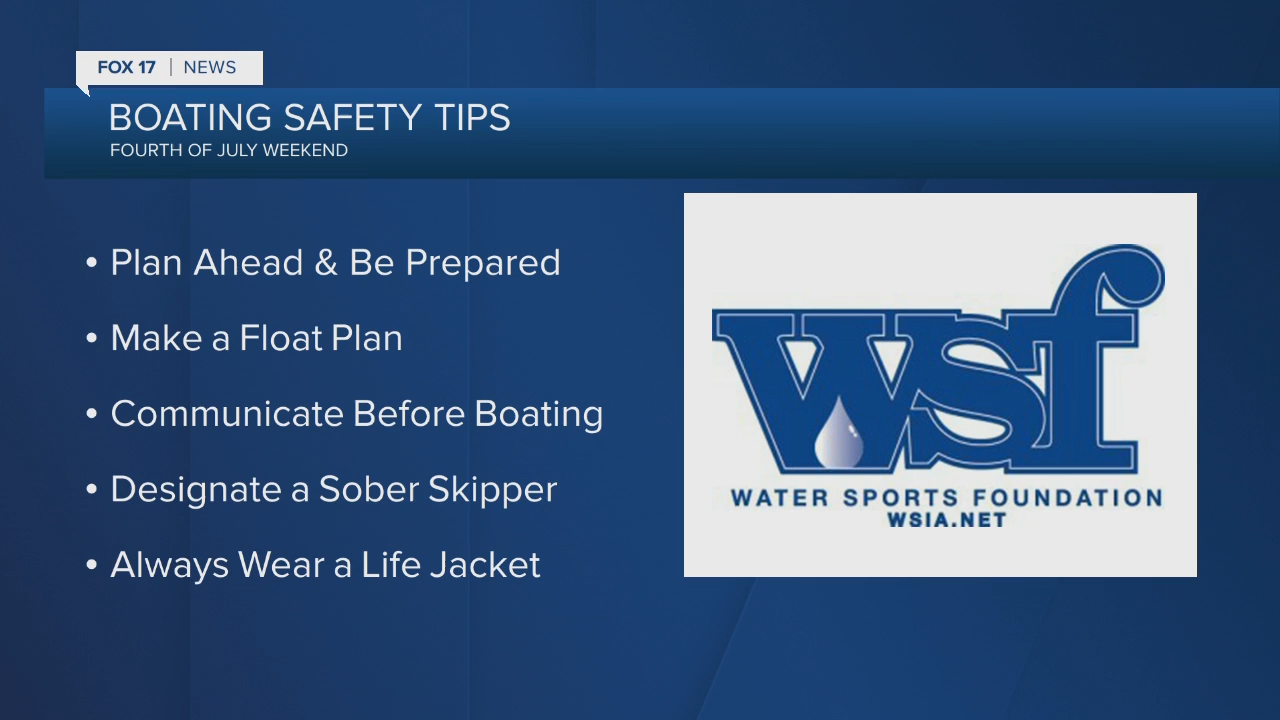 FOX 17 | NEWS
BOATING SAFETY TIPS
FOURTH OF JULY WEEKEND
• Plan Ahead & Be Prepared
• Make a Float Plan
• Communicate Before Boating
• Designate a Sober Skipper
• Always Wear a Life Jacket
wsf
WATER SPORTS FOUNDATION
WSIA.NET